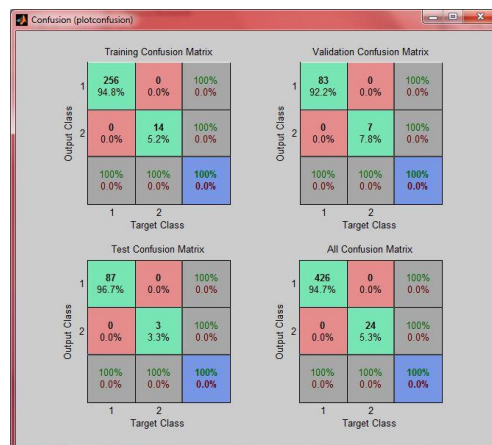 Confusion (plotconfusion)
Training Confusion Matrix
1 256 0 100%
94.8% 0.0% 0.0%
2 0 14 100%
0.0% 5.2% 0.0%
100% 100% 100%
0.0% 0.0% 0.0%
1 2
Target Class
Output Class
Validation Confusion Matrix
1 83 0 100%
92.2% 0.0% 0.0%
2 0 7 100%
0.0% 7.8% 0.0%
100% 100% 100%
0.0% 0.0% 0.0%
1 2
Target Class
Output Class
Test Confusion Matrix
1 87 0 100%
96.7% 0.0% 0.0%
2 0 3 100%
0.0% 3.3% 0.0%
100% 100% 100%
0.0% 0.0% 0.0%
1 2
Target Class
Output Class
All Confusion Matrix
1 426 0 100%
94.7% 0.0% 0.0%
2 0 24 100%
0.0% 5.3% 0.0%
100% 100% 100%
0.0% 0.0% 0.0%
1 2
Target Class
Output Class